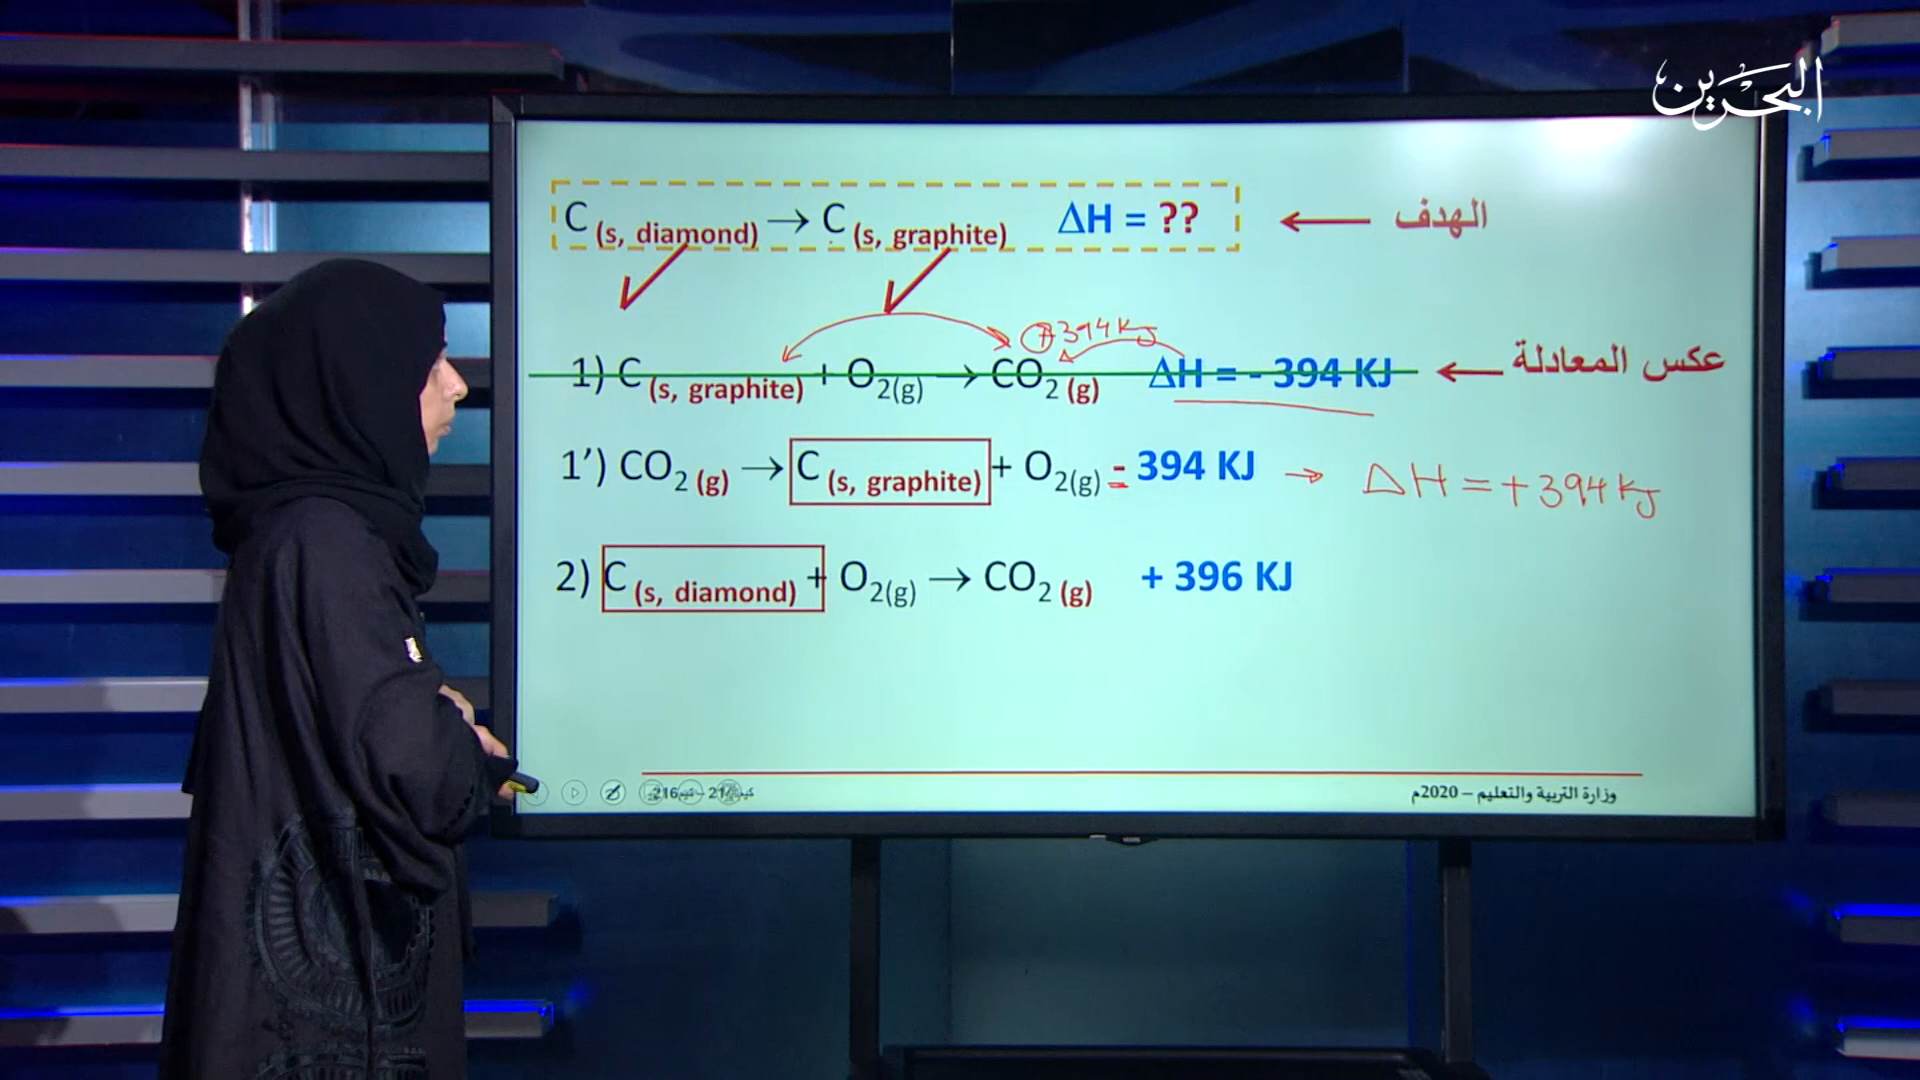 البحرين
C (s, diamond) → C (s, graphite) ΔH = ?? ← الهدف
+394 KJ
1) C (s, graphite) + O2(g) → CO2 (g) ΔH = - 394 KJ ← عكس المعادلة
1′) CO2 (g) → C (s, graphite) + O2(g) - 394 KJ → ΔH = +394 KJ
2) C (s, diamond) + O2(g) → CO2 (g) + 396 KJ
وزارة التربية والتعليم – 2020م